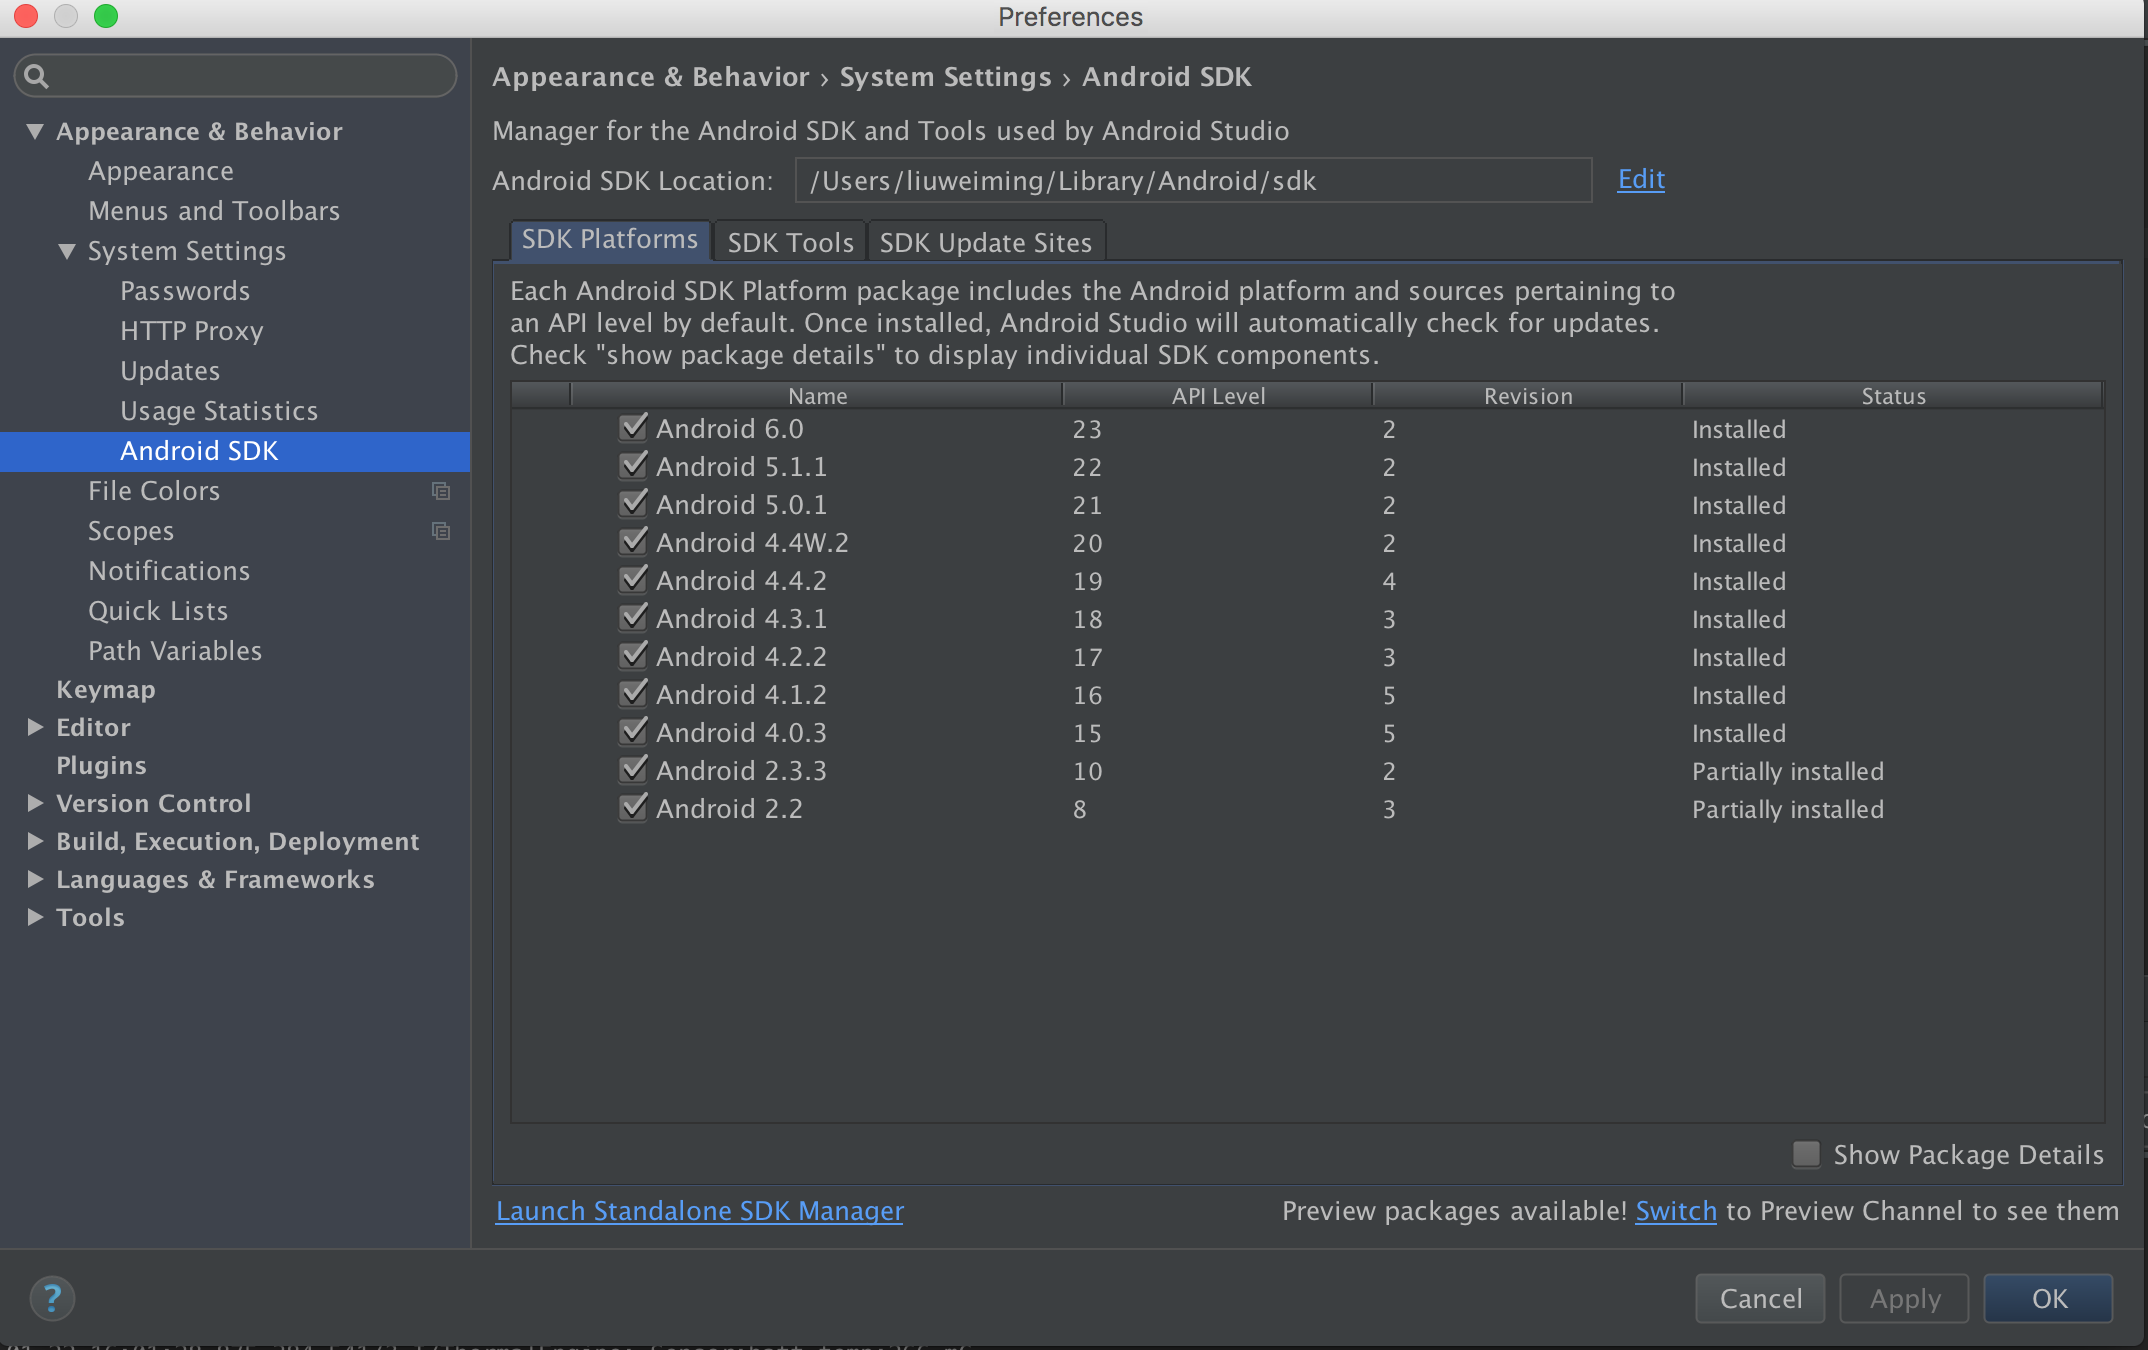 Preferences
Appearance & Behavior
Appearance
Menus and Toolbars
System Settings
Passwords
HTTP Proxy
Updates
Usage Statistics
Android SDK
File Colors
Scopes
Notifications
Quick Lists
Path Variables
Keymap
Editor
Plugins
Version Control
Build, Execution, Deployment
Languages & Frameworks
Tools
Appearance & Behavior › System Settings › Android SDK
Manager for the Android SDK and Tools used by Android Studio
Android SDK Location: /Users/liuweiming/Library/Android/sdk Edit
SDK Platforms SDK Tools SDK Update Sites
Each Android SDK Platform package includes the Android platform and sources pertaining to
an API level by default. Once installed, Android Studio will automatically check for updates.
Check "show package details" to display individual SDK components.
Name API Level Revision Status
Android 6.0 23 2 Installed
Android 5.1.1 22 2 Installed
Android 5.0.1 21 2 Installed
Android 4.4W.2 20 2 Installed
Android 4.4.2 19 4 Installed
Android 4.3.1 18 3 Installed
Android 4.2.2 17 3 Installed
Android 4.1.2 16 5 Installed
Android 4.0.3 15 5 Installed
Android 2.3.3 10 2 Partially installed
Android 2.2 8 3 Partially installed
Show Package Details
Launch Standalone SDK Manager Preview packages available! Switch to Preview Channel to see them
? Cancel Apply OK